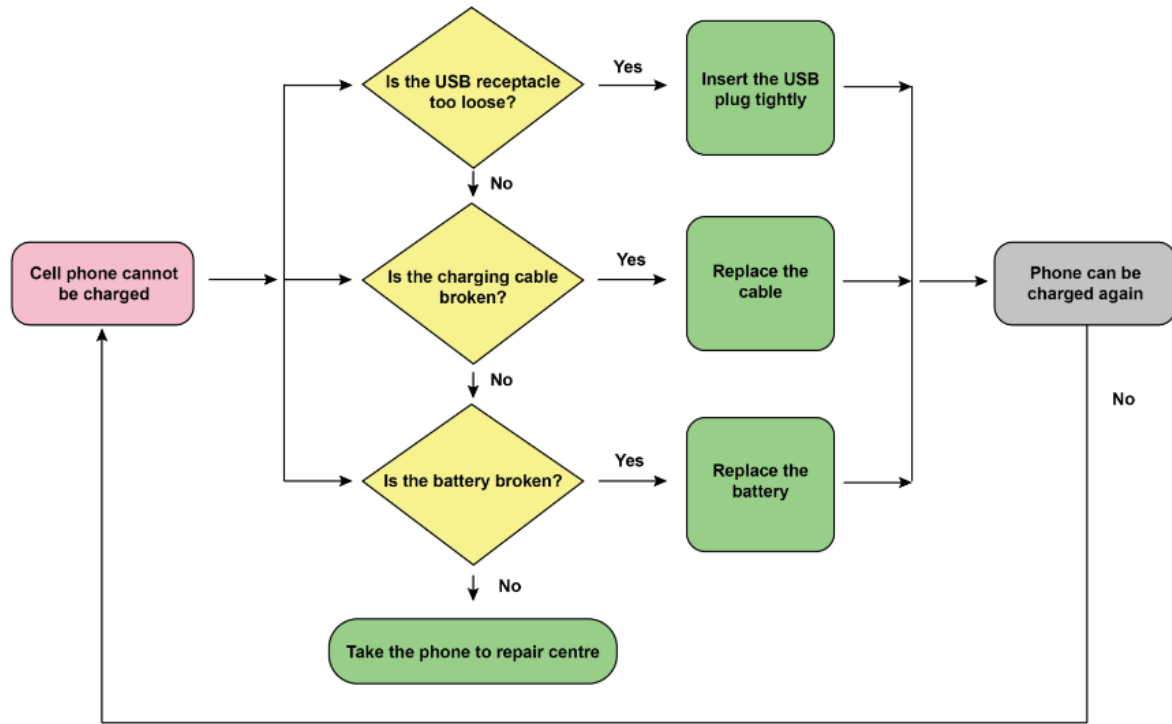 Is the USB receptacle
too loose?
Yes
Insert the USB
plug tightly
No
Cell phone cannot
be charged
Is the charging cable
broken?
Yes
Replace the
cable
Phone can be
charged again
No
No
Is the battery broken?
Yes
Replace the
battery
No
Take the phone to repair centre